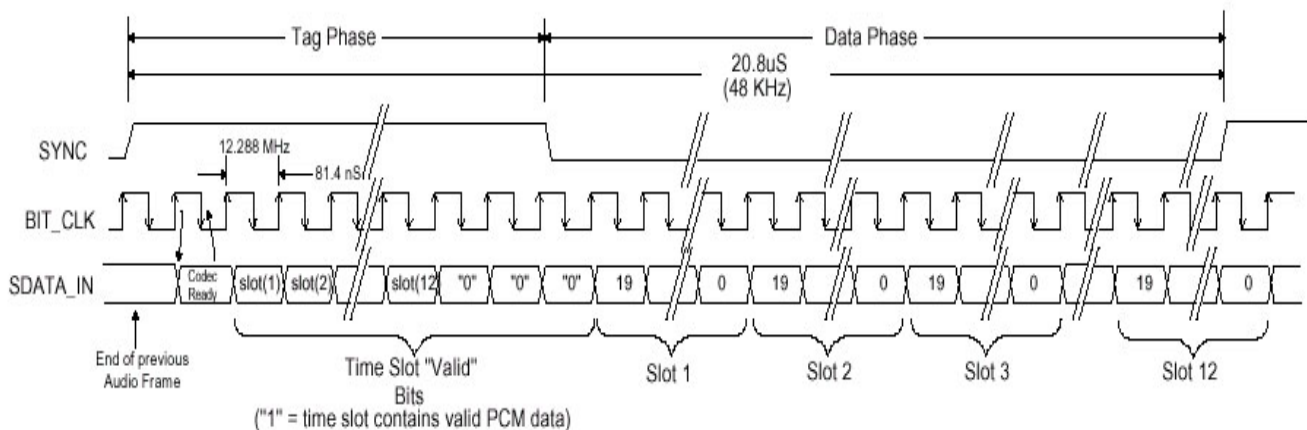 Tag Phase
Data Phase
20.8uS
(48 KHz)
SYNC
12.288 MHz
81.4 nS
BIT_CLK
SDATA_IN
Codec
Ready
slot(1)
slot(2)
slot(12
"0"
"0"
"0"
19
0
19
0
19
0
19
0
End of previous
Audio Frame
Time Slot "Valid"
Bits
("1" = time slot contains valid PCM data)
Slot 1
Slot 2
Slot 3
Slot 12